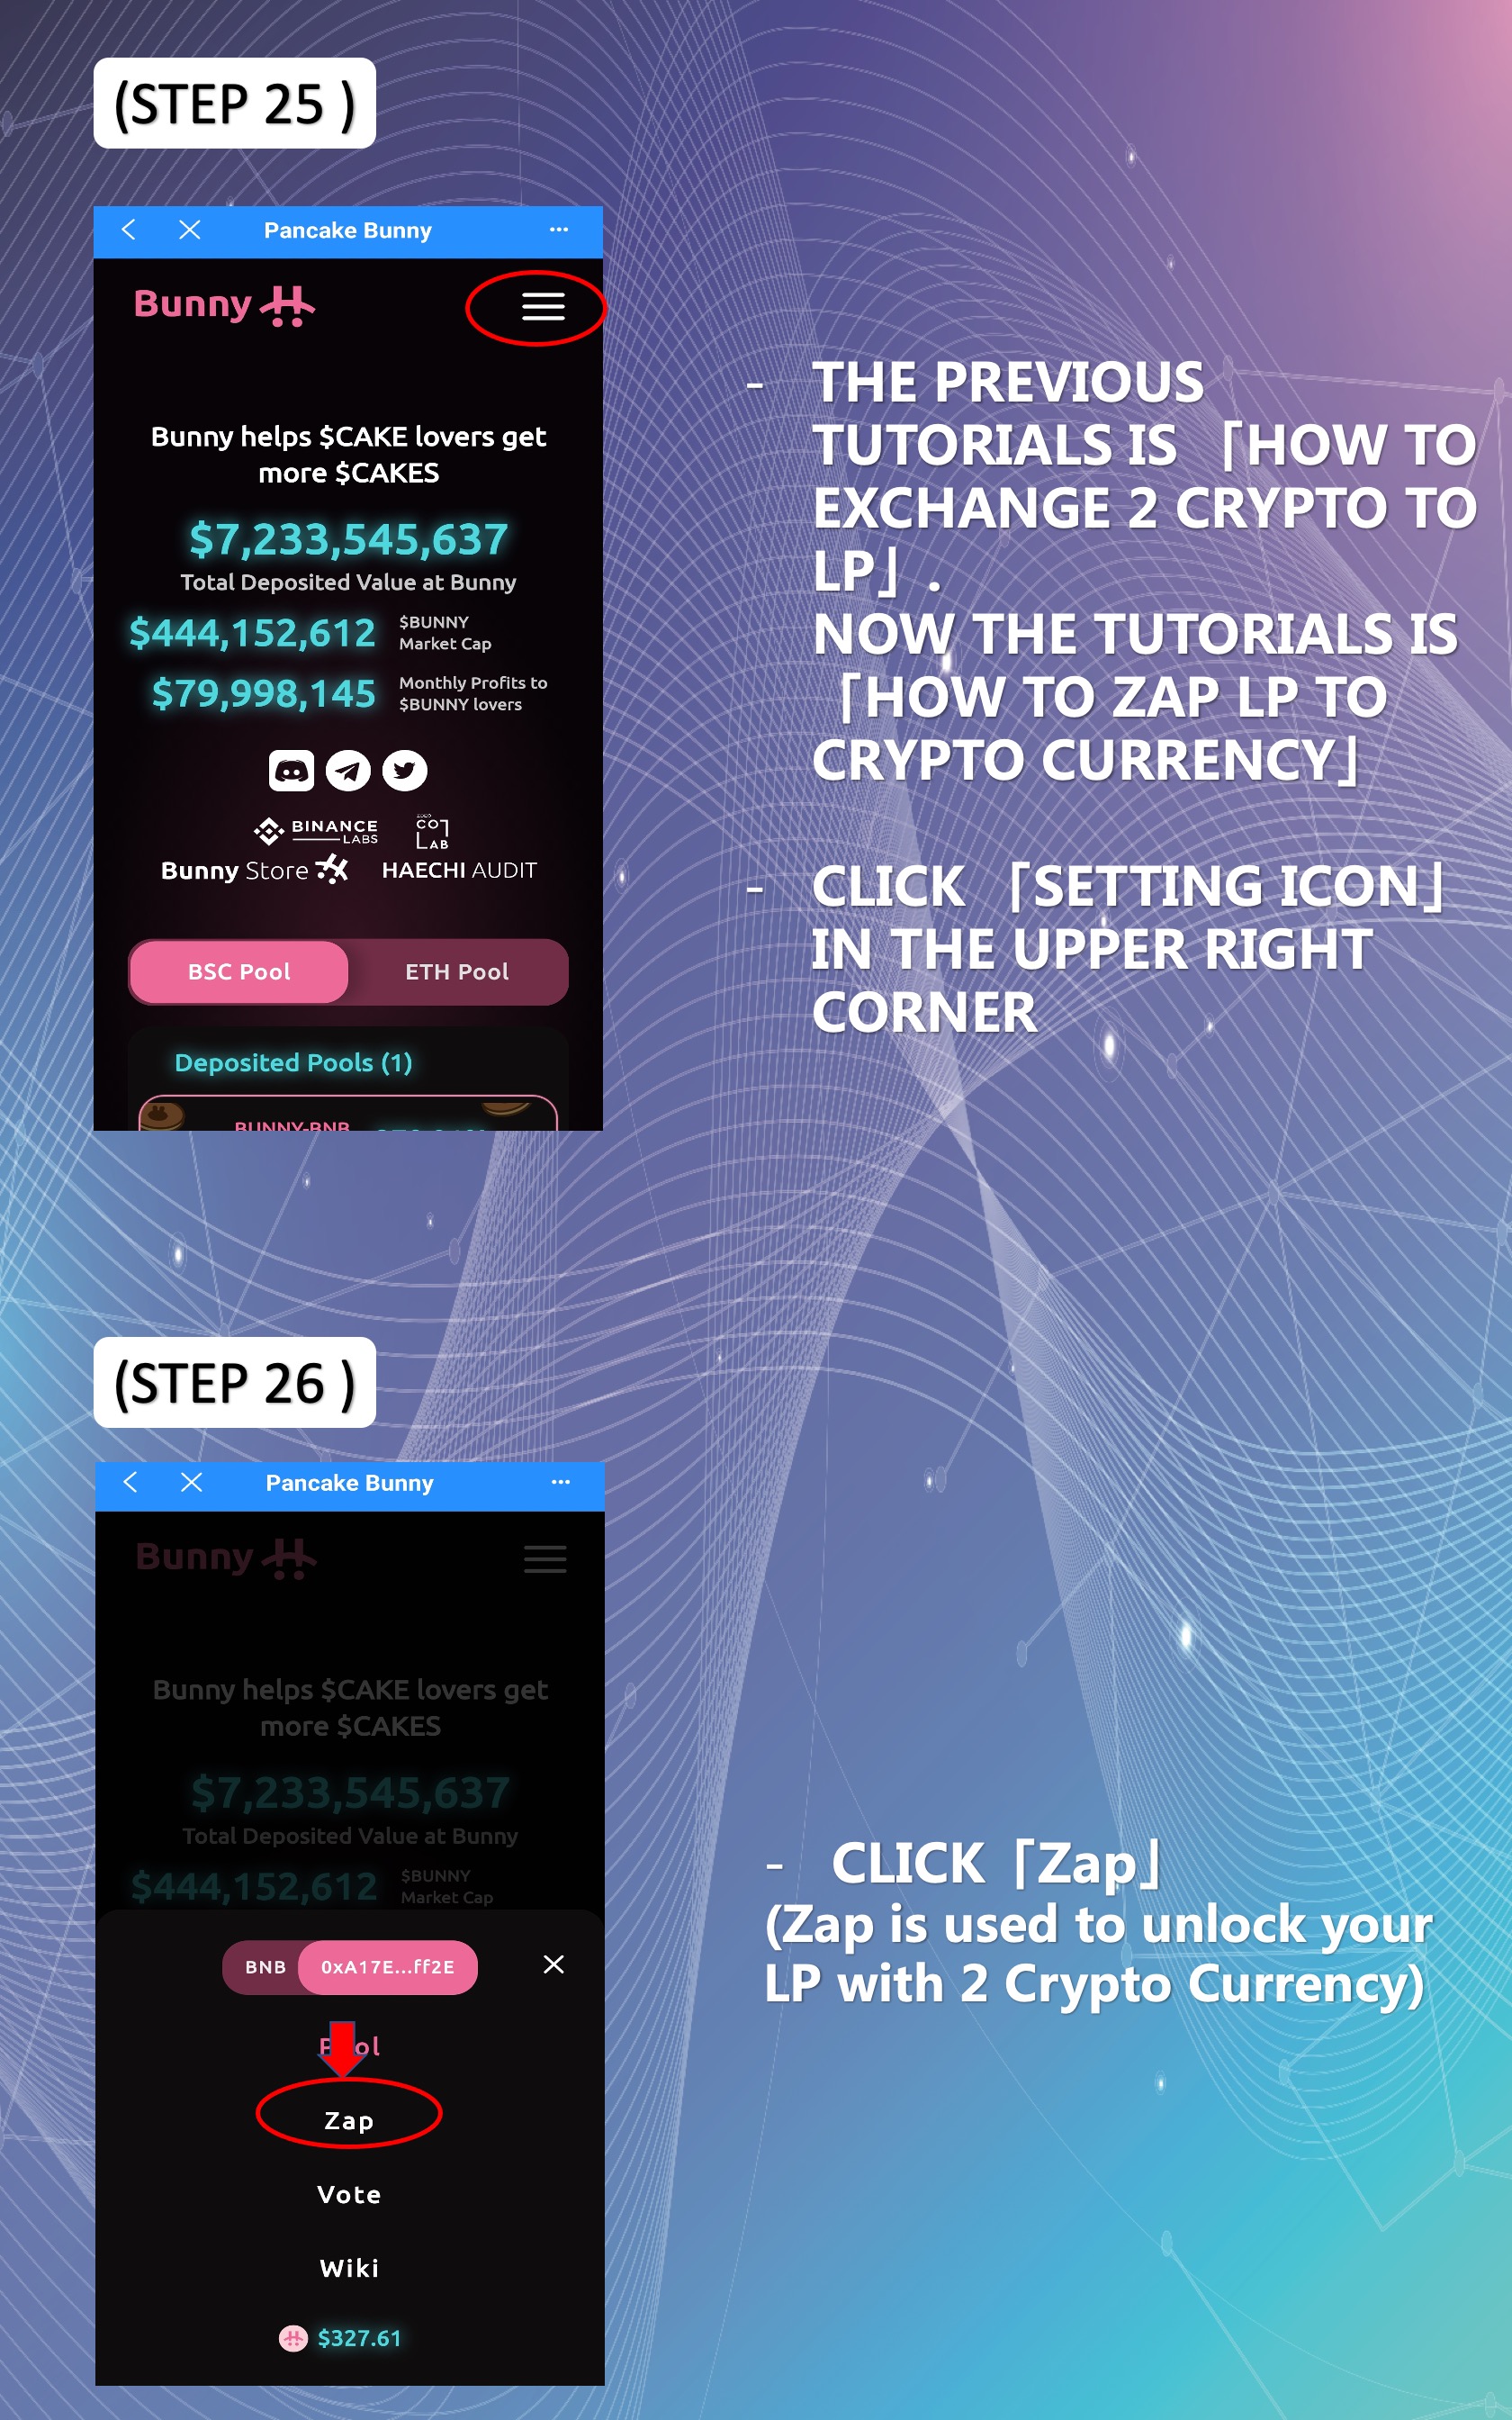 (STEP 25 )
Pancake Bunny
Bunny
Bunny helps $CAKE lovers get
more $CAKES
$7,233,545,637
Total Deposited Value at Bunny
$444,152,612
$BUNNY
Market Cap
$79,998,145
Monthly Profits to
$BUNNY lovers
BINANCE
LABS
CO
LAB
Bunny Store
HAECHI AUDIT
BSC Pool
ETH Pool
Deposited Pools (1)
BUNNY-BNB
- THE PREVIOUS
TUTORIALS IS 「HOW TO
EXCHANGE 2 CRYPTO TO
LP」.
NOW THE TUTORIALS IS
「HOW TO ZAP LP TO
CRYPTO CURRENCY」
- CLICK 「SETTING ICON」
IN THE UPPER RIGHT
CORNER
(STEP 26 )
Pancake Bunny
Bunny
Bunny helps $CAKE lovers get
more $CAKES
$7,233,545,637
Total Deposited Value at Bunny
$444,152,612
$BUNNY
Market Cap
BNB
0xA17E...ff2E
Zap
Vote
Wiki
$327.61
- CLICK「Zap」
(Zap is used to unlock your
LP with 2 Crypto Currency)